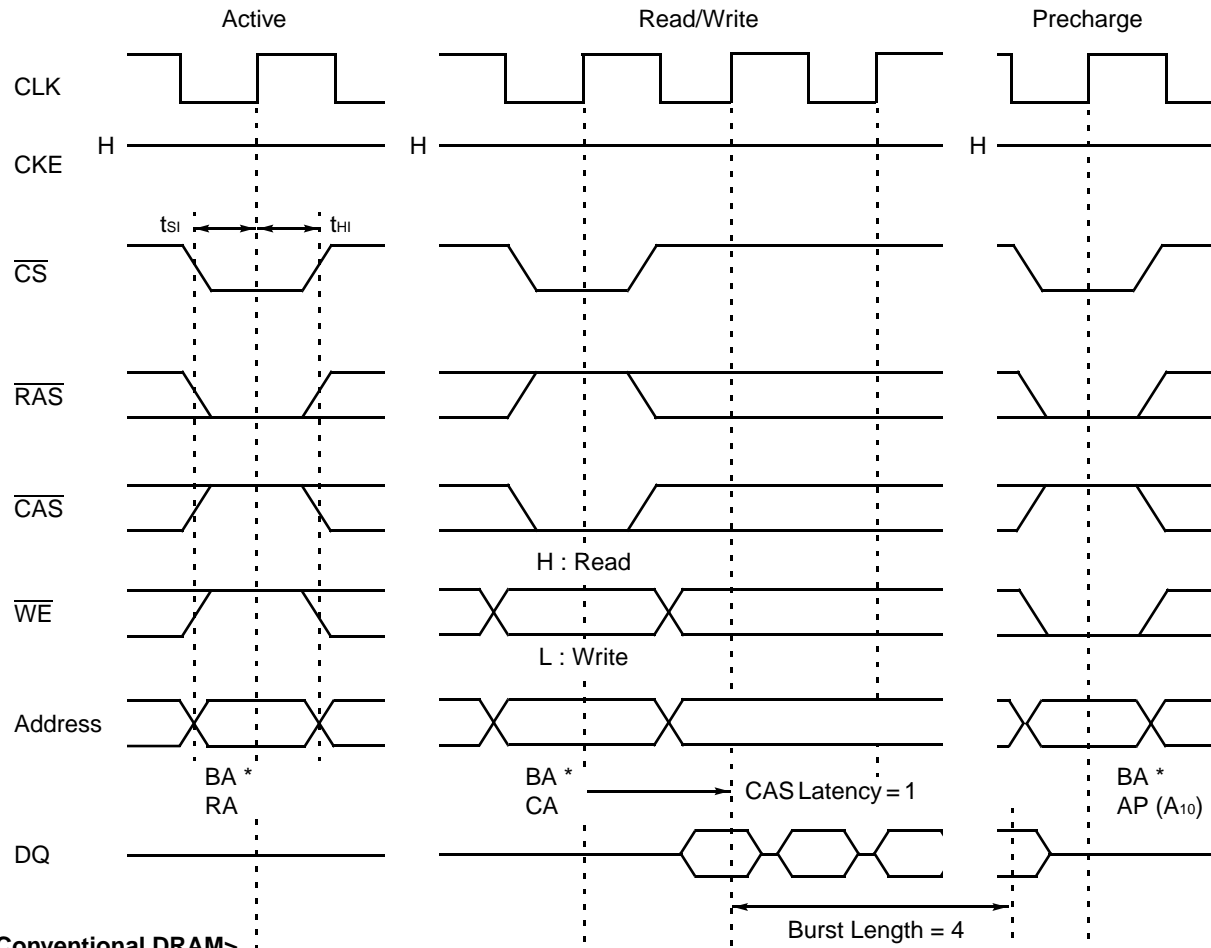 Active Read/Write Precharge
CLK
H H H
CKE
tSI tHI
CS
RAS
CAS
H : Read
WE
L : Write
Address
BA * BA * CAS Latency = 1 BA *
RA CA AP (A10)
DQ
Burst Length = 4
Conventional DRAM>